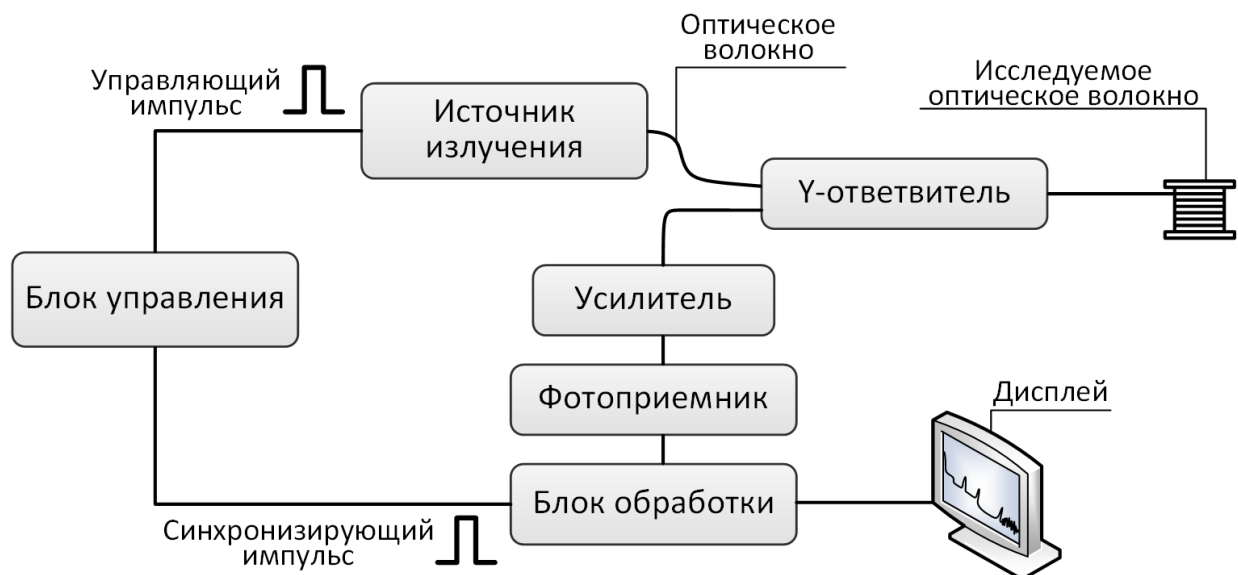 Оптическое
волокно
Управляющий
импульс
Исследуемое
оптическое волокно
Источник
излучения
Y-ответвитель
Блок управления
Усилитель
Фотоприемник
Дисплей
Блок обработки
Синхронизирующий
импульс